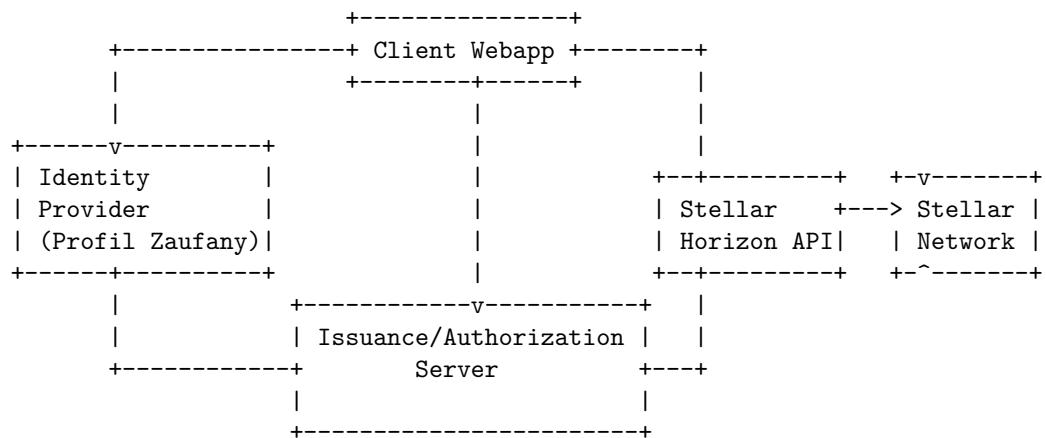 Client Webapp
Identity
Provider
(Profil Zaufany)
Stellar
Horizon API
Stellar
Network
Issuance/Authorization
Server